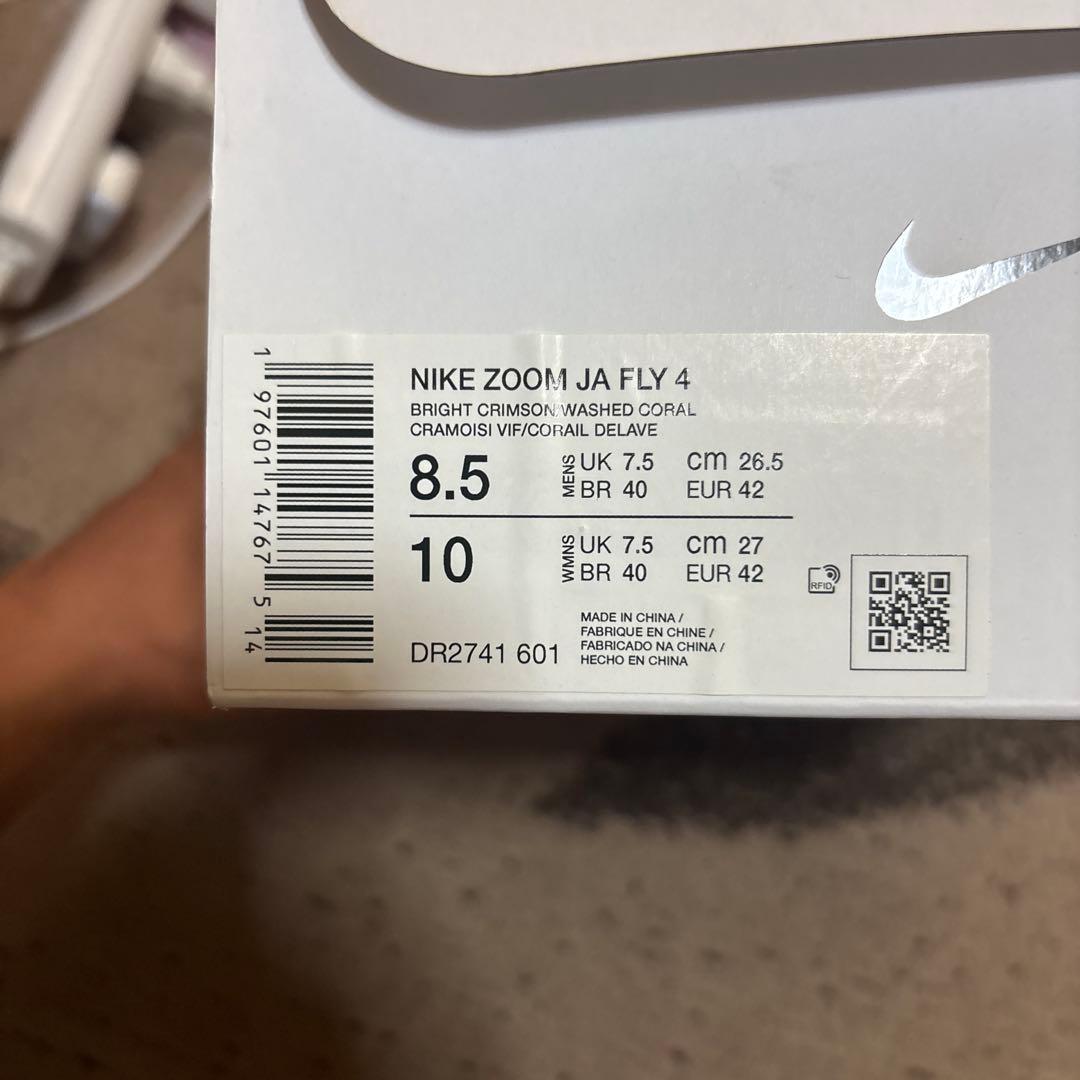 NIKE ZOOM JA FLY 4
BRIGHT CRIMSON/WASHED CORAL
CRAMOISI VIF/CORAIL DELAVE
8.5 MENS UK 7.5 cm 26.5
BR 40 EUR 42
10 WMNS UK 7.5 cm 27
BR 40 EUR 42
DR2741 601
MADE IN CHINA /
FABRIQUE EN CHINE /
FABRICADO NA CHINA /
HECHO EN CHINA
RFID
1 97601 14767 5 14